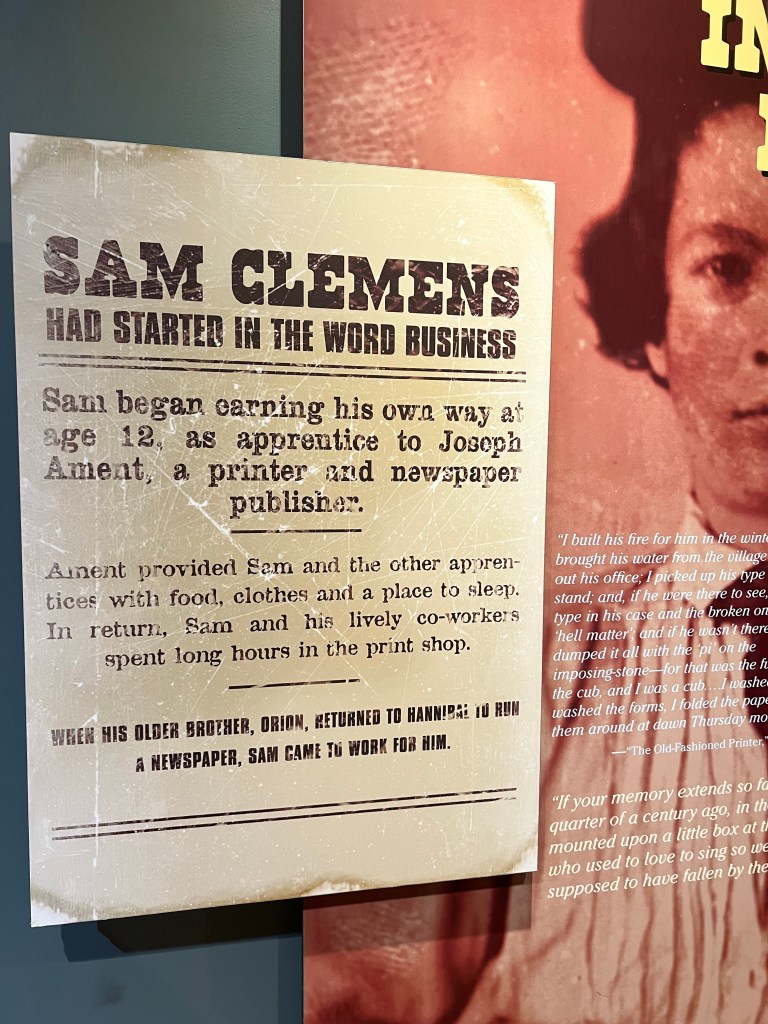 SAM CLEMENS
HAD STARTED IN THE WORD BUSINESS
Sam began earning his own way at
age 12, as apprentice to Joseph
Ament, a printer and newspaper
publisher.
Ament provided Sam and the other appren-
tices with food, clothes and a place to sleep.
In return, Sam and his lively co-workers
spent long hours in the print shop.
WHEN HIS OLDER BROTHER, ORION, RETURNED TO HANNIBAL TO RUN
A NEWSPAPER, SAM CAME TO WORK FOR HIM.
"I built his fire for him in the
brought his water from the village
out his office; I picked up his type
stand; and, if he were there to see,
type in his case and the broken
'hell matter'; and if he wasn't there
dumped it all with the 'pi' on the
imposing-stone—for that was the
the cub, and I was a cub....I
washed the forms, I folded the
them around at dawn Thursday
—"The Old-Fashioned Printer,"
"If your memory extends so
quarter of a century ago, in
mounted upon a little box at
who used to love to sing so
supposed to have fallen by the